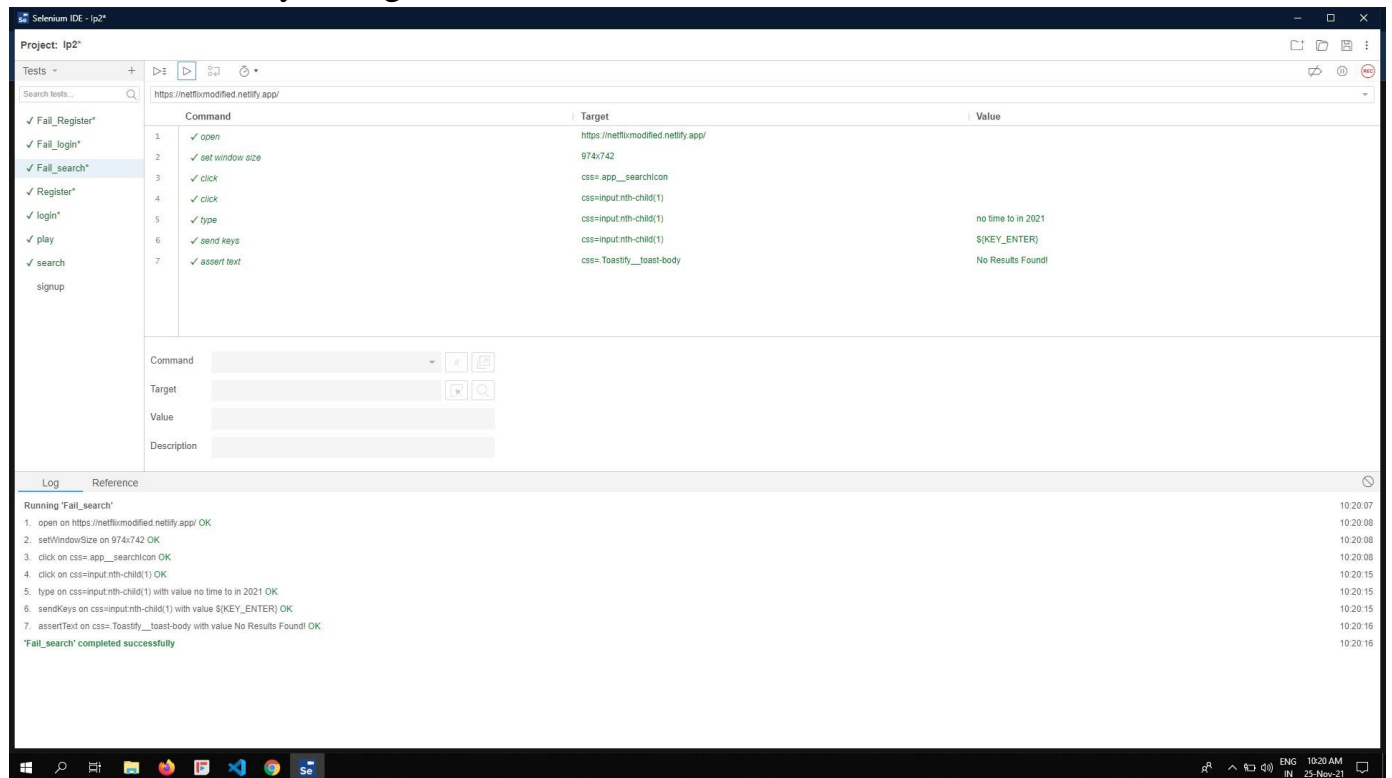 Selenium IDE - lp2*
Project: lp2*
Tests
Search tests...
https://netflixmodified.netlify.app/
✓ Fail_Register*
✓ Fail_login*
✓ Fail_search*
✓ Register*
✓ login*
✓ play
✓ search
signup
Command Target Value
1 ✓ open https://netflixmodified.netlify.app/
2 ✓ set window size 974x742
3 ✓ click css=.app__searchIcon
4 ✓ click css=input:nth-child(1)
5 ✓ type css=input:nth-child(1) no time to in 2021
6 ✓ send keys css=input:nth-child(1) ${KEY_ENTER}
7 ✓ assert text css=.Toastify__toast-body No Results Found!
Command
Target
Value
Description
Log Reference
Running 'Fail_search' 10:20:07
1. open on https://netflixmodified.netlify.app/ OK 10:20:08
2. setWindowSize on 974x742 OK 10:20:08
3. click on css=.app__searchIcon OK 10:20:08
4. click on css=input:nth-child(1) OK 10:20:15
5. type on css=input:nth-child(1) with value no time to in 2021 OK 10:20:15
6. sendKeys on css=input:nth-child(1) with value ${KEY_ENTER} OK 10:20:15
7. assertText on css=.Toastify__toast-body with value No Results Found! OK 10:20:16
'Fail_search' completed successfully 10:20:16
ENG 10:20 AM
IN 25-Nov-21